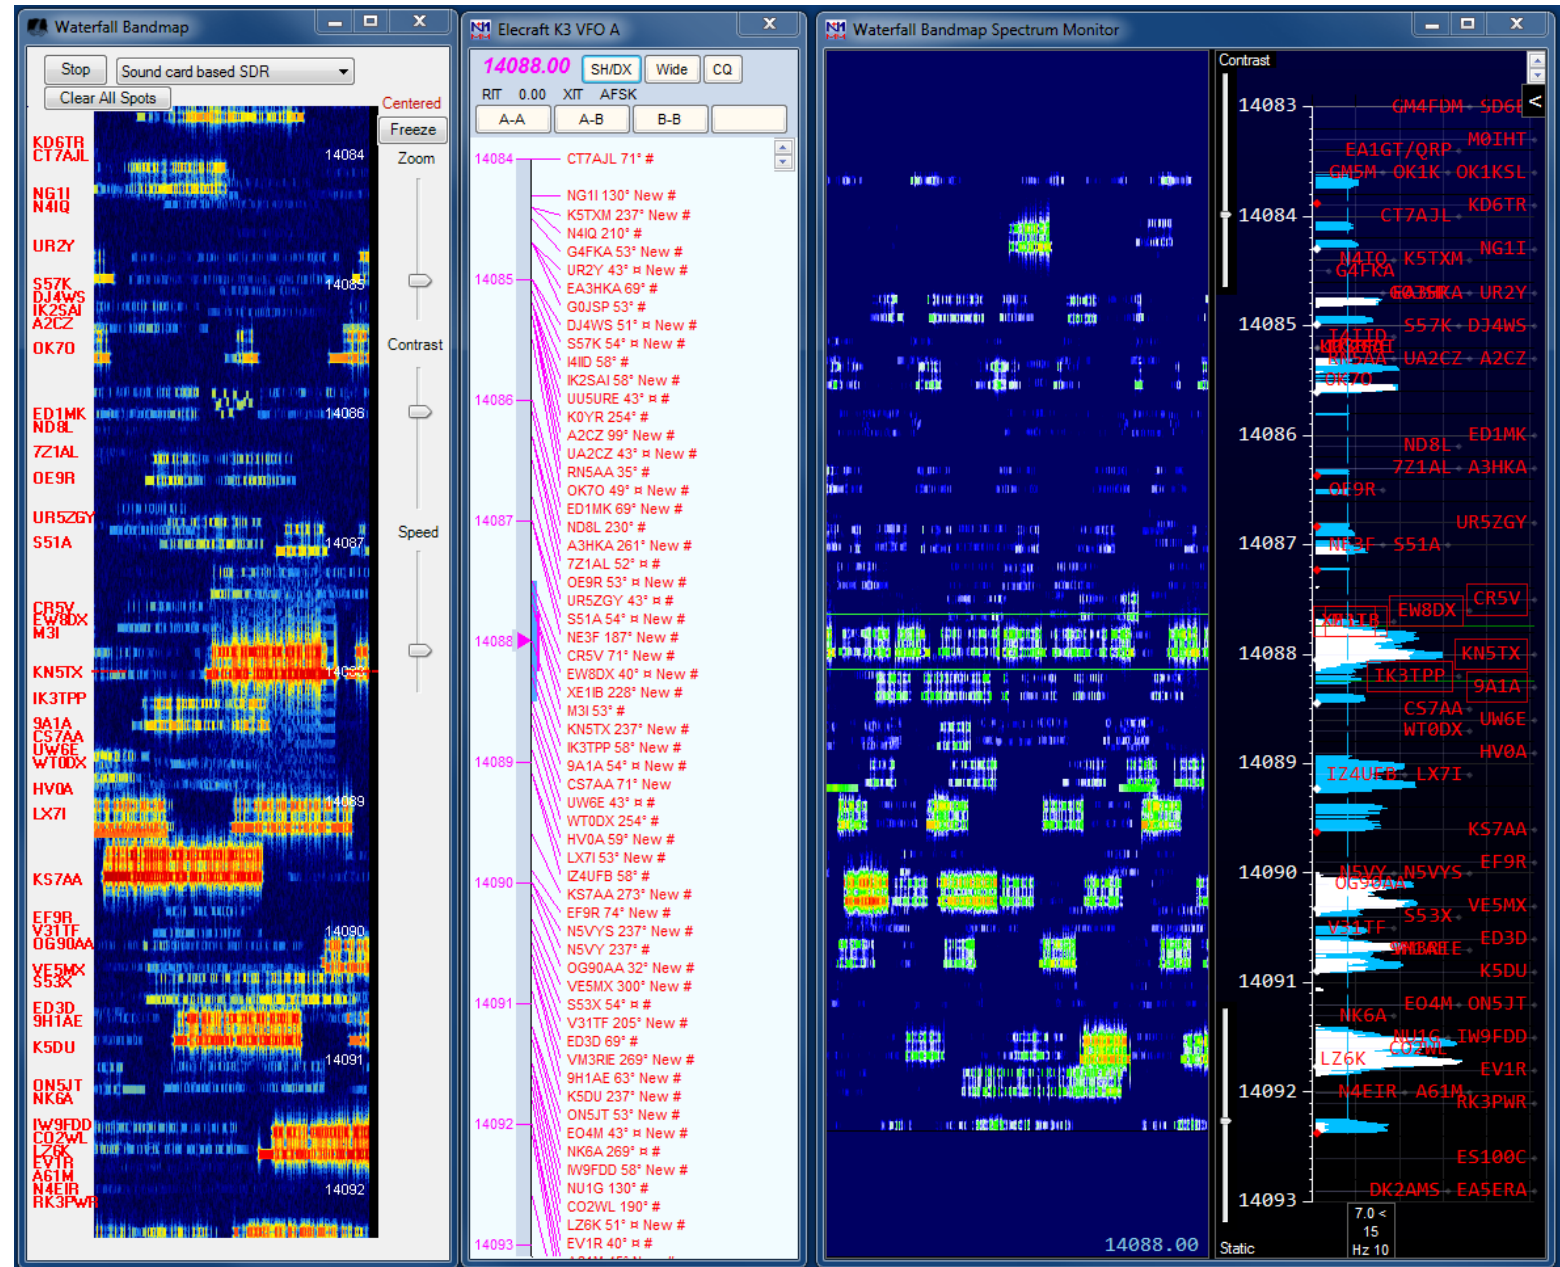 Waterfall Bandmap
Stop
Sound card based SDR
Clear All Spots
Centered
Freeze
Zoom
Contrast
Speed
KD6TR
CT7AJL
14084
NG1I
N4IQ
UR2Y
S57K
14085
DJ4WS
IK2SAI
A2CZ
OK7O
ED1MK
14086
ND8L
7Z1AL
OE9R
UR5ZGY
S51A
14087
CR5V
EW8DX
M3I
KN5TX
IK3TPP
9A1A
CS7AA
UW6E
WT0DX
HV0A
14089
LX7I
KS7AA
EF9R
V31TF
14090
OG90AA
VE5MX
S53X
ED3D
9H1AE
K5DU
14091
ON5JT
NK6A
IW9FDD
CO2WL
LZ6K
EV1R
A61M
N4EIR
14092
RK3PWR
Elecraft K3 VFO A
14088.00
SH/DX
Wide
CQ
RIT 0.00 XIT AFSK
A-A
A-B
B-B
14084
CT7AJL 71° #
NG1I 130° New #
K5TXM 237° New #
N4IQ 210° #
G4FKA 53° New #
UR2Y 43° ¤ New #
14085
EA3HKA 69° #
G0JSP 53° #
DJ4WS 51° ¤ New #
S57K 54° ¤ New #
I4IID 58° #
IK2SAI 58° New #
14086
UU5URE 43° ¤ #
K0YR 254° #
A2CZ 99° New #
UA2CZ 43° ¤ New #
RN5AA 35° #
OK7O 49° ¤ New #
ED1MK 69° New #
14087
ND8L 230° #
A3HKA 261° New #
7Z1AL 52° ¤ #
OE9R 53° ¤ New #
UR5ZGY 43° ¤ #
S51A 54° ¤ New #
14088
NE3F 187° New #
CR5V 71° New #
EW8DX 40° ¤ New #
XE1IB 228° New #
M3I 53° #
KN5TX 237° New #
IK3TPP 58° New #
14089
9A1A 54° ¤ New #
CS7AA 71° New
UW6E 43° ¤ #
WT0DX 254° #
HV0A 59° New #
LX7I 53° New #
14090
IZ4UFB 58° #
KS7AA 273° New #
EF9R 74° New #
N5VYS 237° New #
N5VY 237° #
OG90AA 32° New #
VE5MX 300° New #
14091
S53X 54° ¤ #
V31TF 205° New #
ED3D 69° #
VM3RIE 269° New #
9H1AE 63° New #
K5DU 237° New #
14092
ON5JT 53° New #
EO4M 43° ¤ New #
NK6A 269° ¤ #
IW9FDD 58° New #
NU1G 130° New #
CO2WL 190° #
LZ6K 51° ¤ New #
14093
EV1R 40° ¤ #
Waterfall Bandmap Spectrum Monitor
14088.00
Contrast
Static
<
14083
GM4FDM
M0IHT
EA1GT/QRP
GM5M OK1K OK1KSL
KD6TR
14084
CT7AJL
NG1I
N4IQ K5TXM
G4FKA
UR2Y
14085
S57K DJ4WS
UA2CZ A2CZ
OK7O
14086
ED1MK
ND8L
7Z1AL A3HKA
OE9R
UR5ZGY
14087
NE3F S51A
CR5V
EW8DX
14088
KN5TX
IK3TPP
9A1A
CS7AA
UW6E
WT0DX
HV0A
14089
IZ4UFB LX7I
KS7AA
EF9R
14090
N5VY N5VYS
OG90AA
VE5MX
S53X
V31TF
ED3D
K5DU
14091
EO4M ON5JT
NK6A
NU1G IW9FDD
CO2WL
LZ6K
EV1R
14092
N4EIR A61M
RK3PWR
ES100C
DK2AMS EA5ERA
14093
7.0 <
15
Hz 10